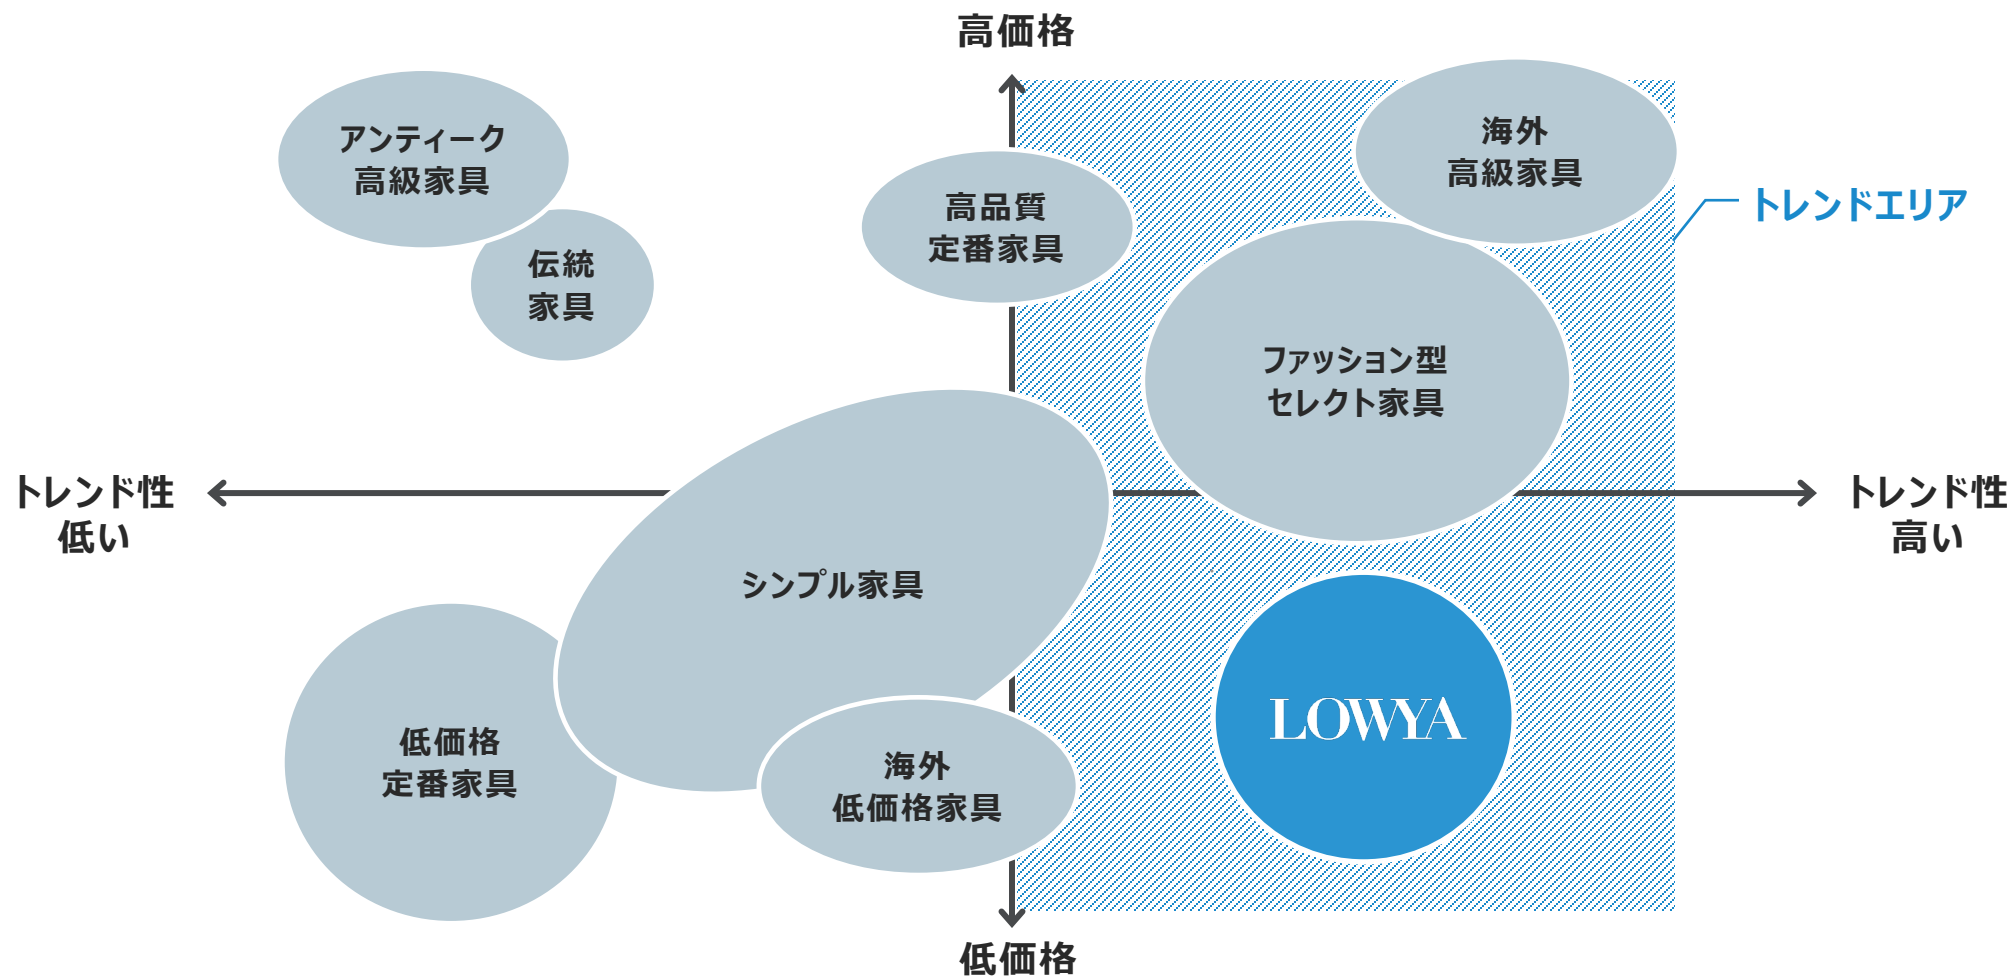 高価格
アンティーク
高級家具
海外
高級家具
高品質
定番家具
トレンドエリア
伝統
家具
ファッション型
セレクト家具
トレンド性
低い
トレンド性
高い
シンプル家具
LOWYA
低価格
定番家具
海外
低価格家具
低価格